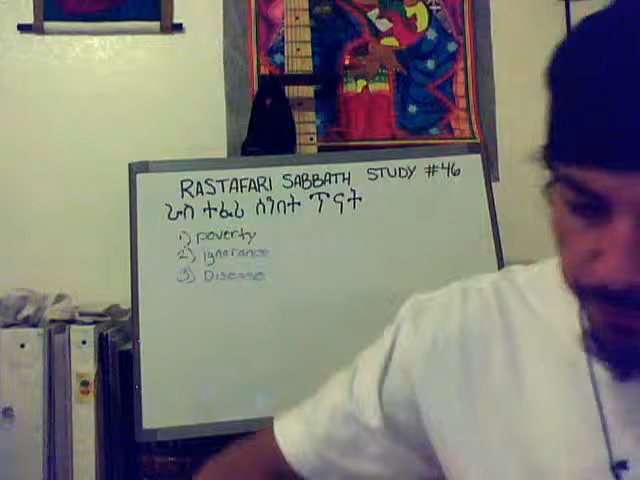 RASTAFARI SABBATH STUDY #46
ራስ ተፈሪ ሰንበት ጥናት
1) poverty
2) ignorance
3) Disease